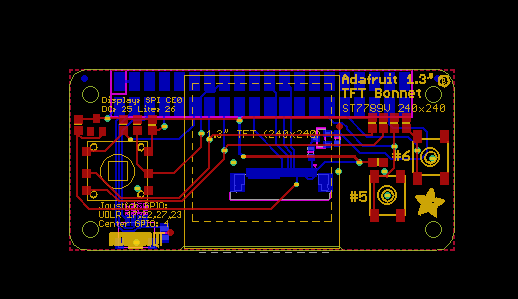 Adafruit 1.3"
TFT Bonnet
ST7789V 240x240
Display: SPI CE0
DC: 25 Lite: 26
1.3" TFT (240x240)
#6
#5
Joystick GPIO:
UDLR 17,22,27,23
Center GPIO: 4